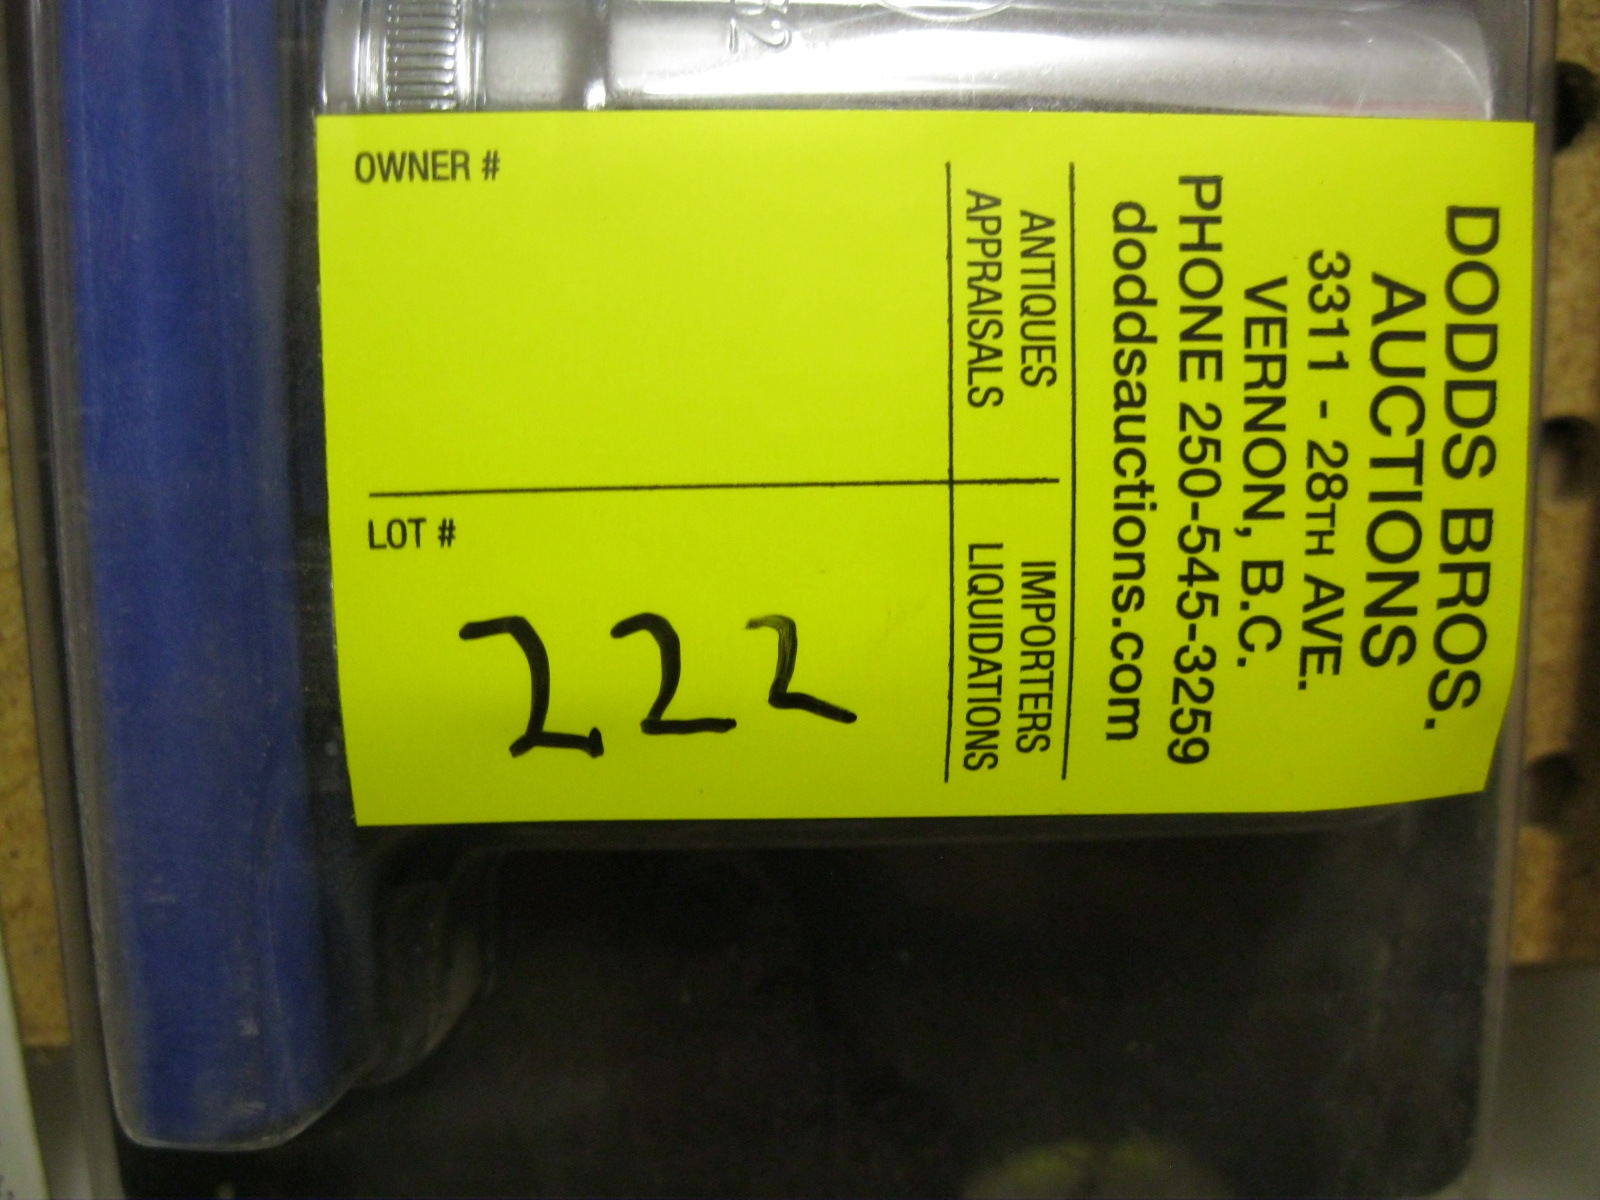 DODDS BROS.
AUCTIONS
3311 - 28TH AVE.
VERNON, B.C.
PHONE 250-545-3259
doddsauctions.com
ANTIQUES IMPORTERS
APPRAISALS LIQUIDATIONS
OWNER #
LOT #
222